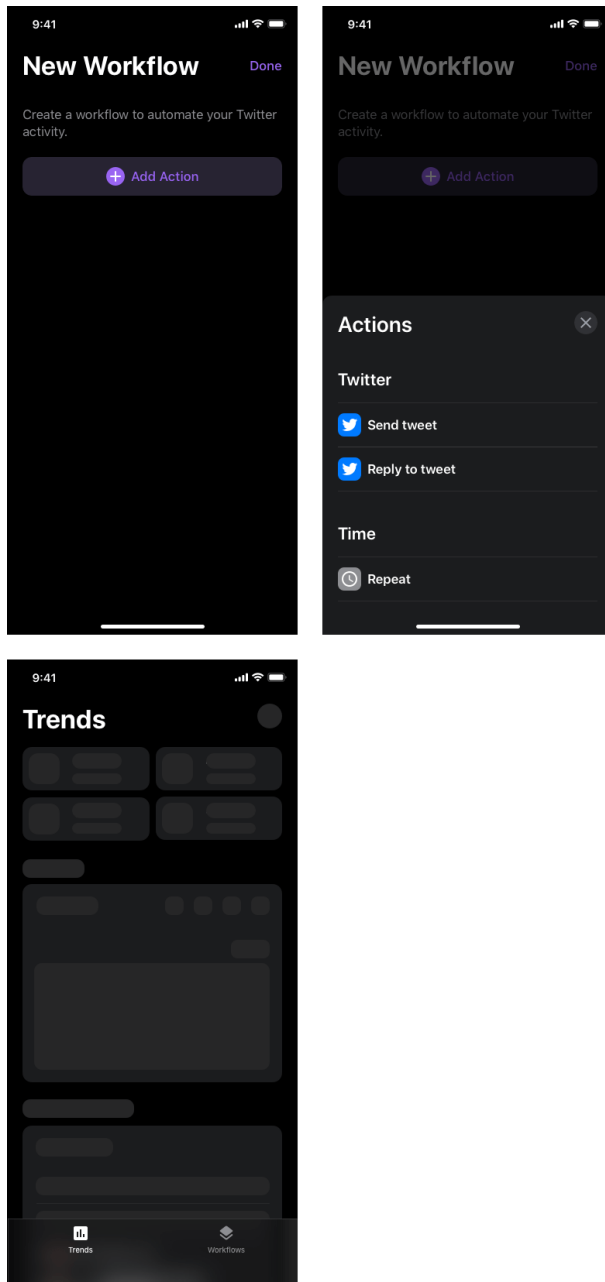 9:41
New Workflow
Done
Create a workflow to automate your Twitter
activity.
Add Action
9:41
New Workflow
Done
Create a workflow to automate your Twitter
activity.
Add Action
Actions
Twitter
Send tweet
Reply to tweet
Time
Repeat
9:41
Trends
Trends
Workflows